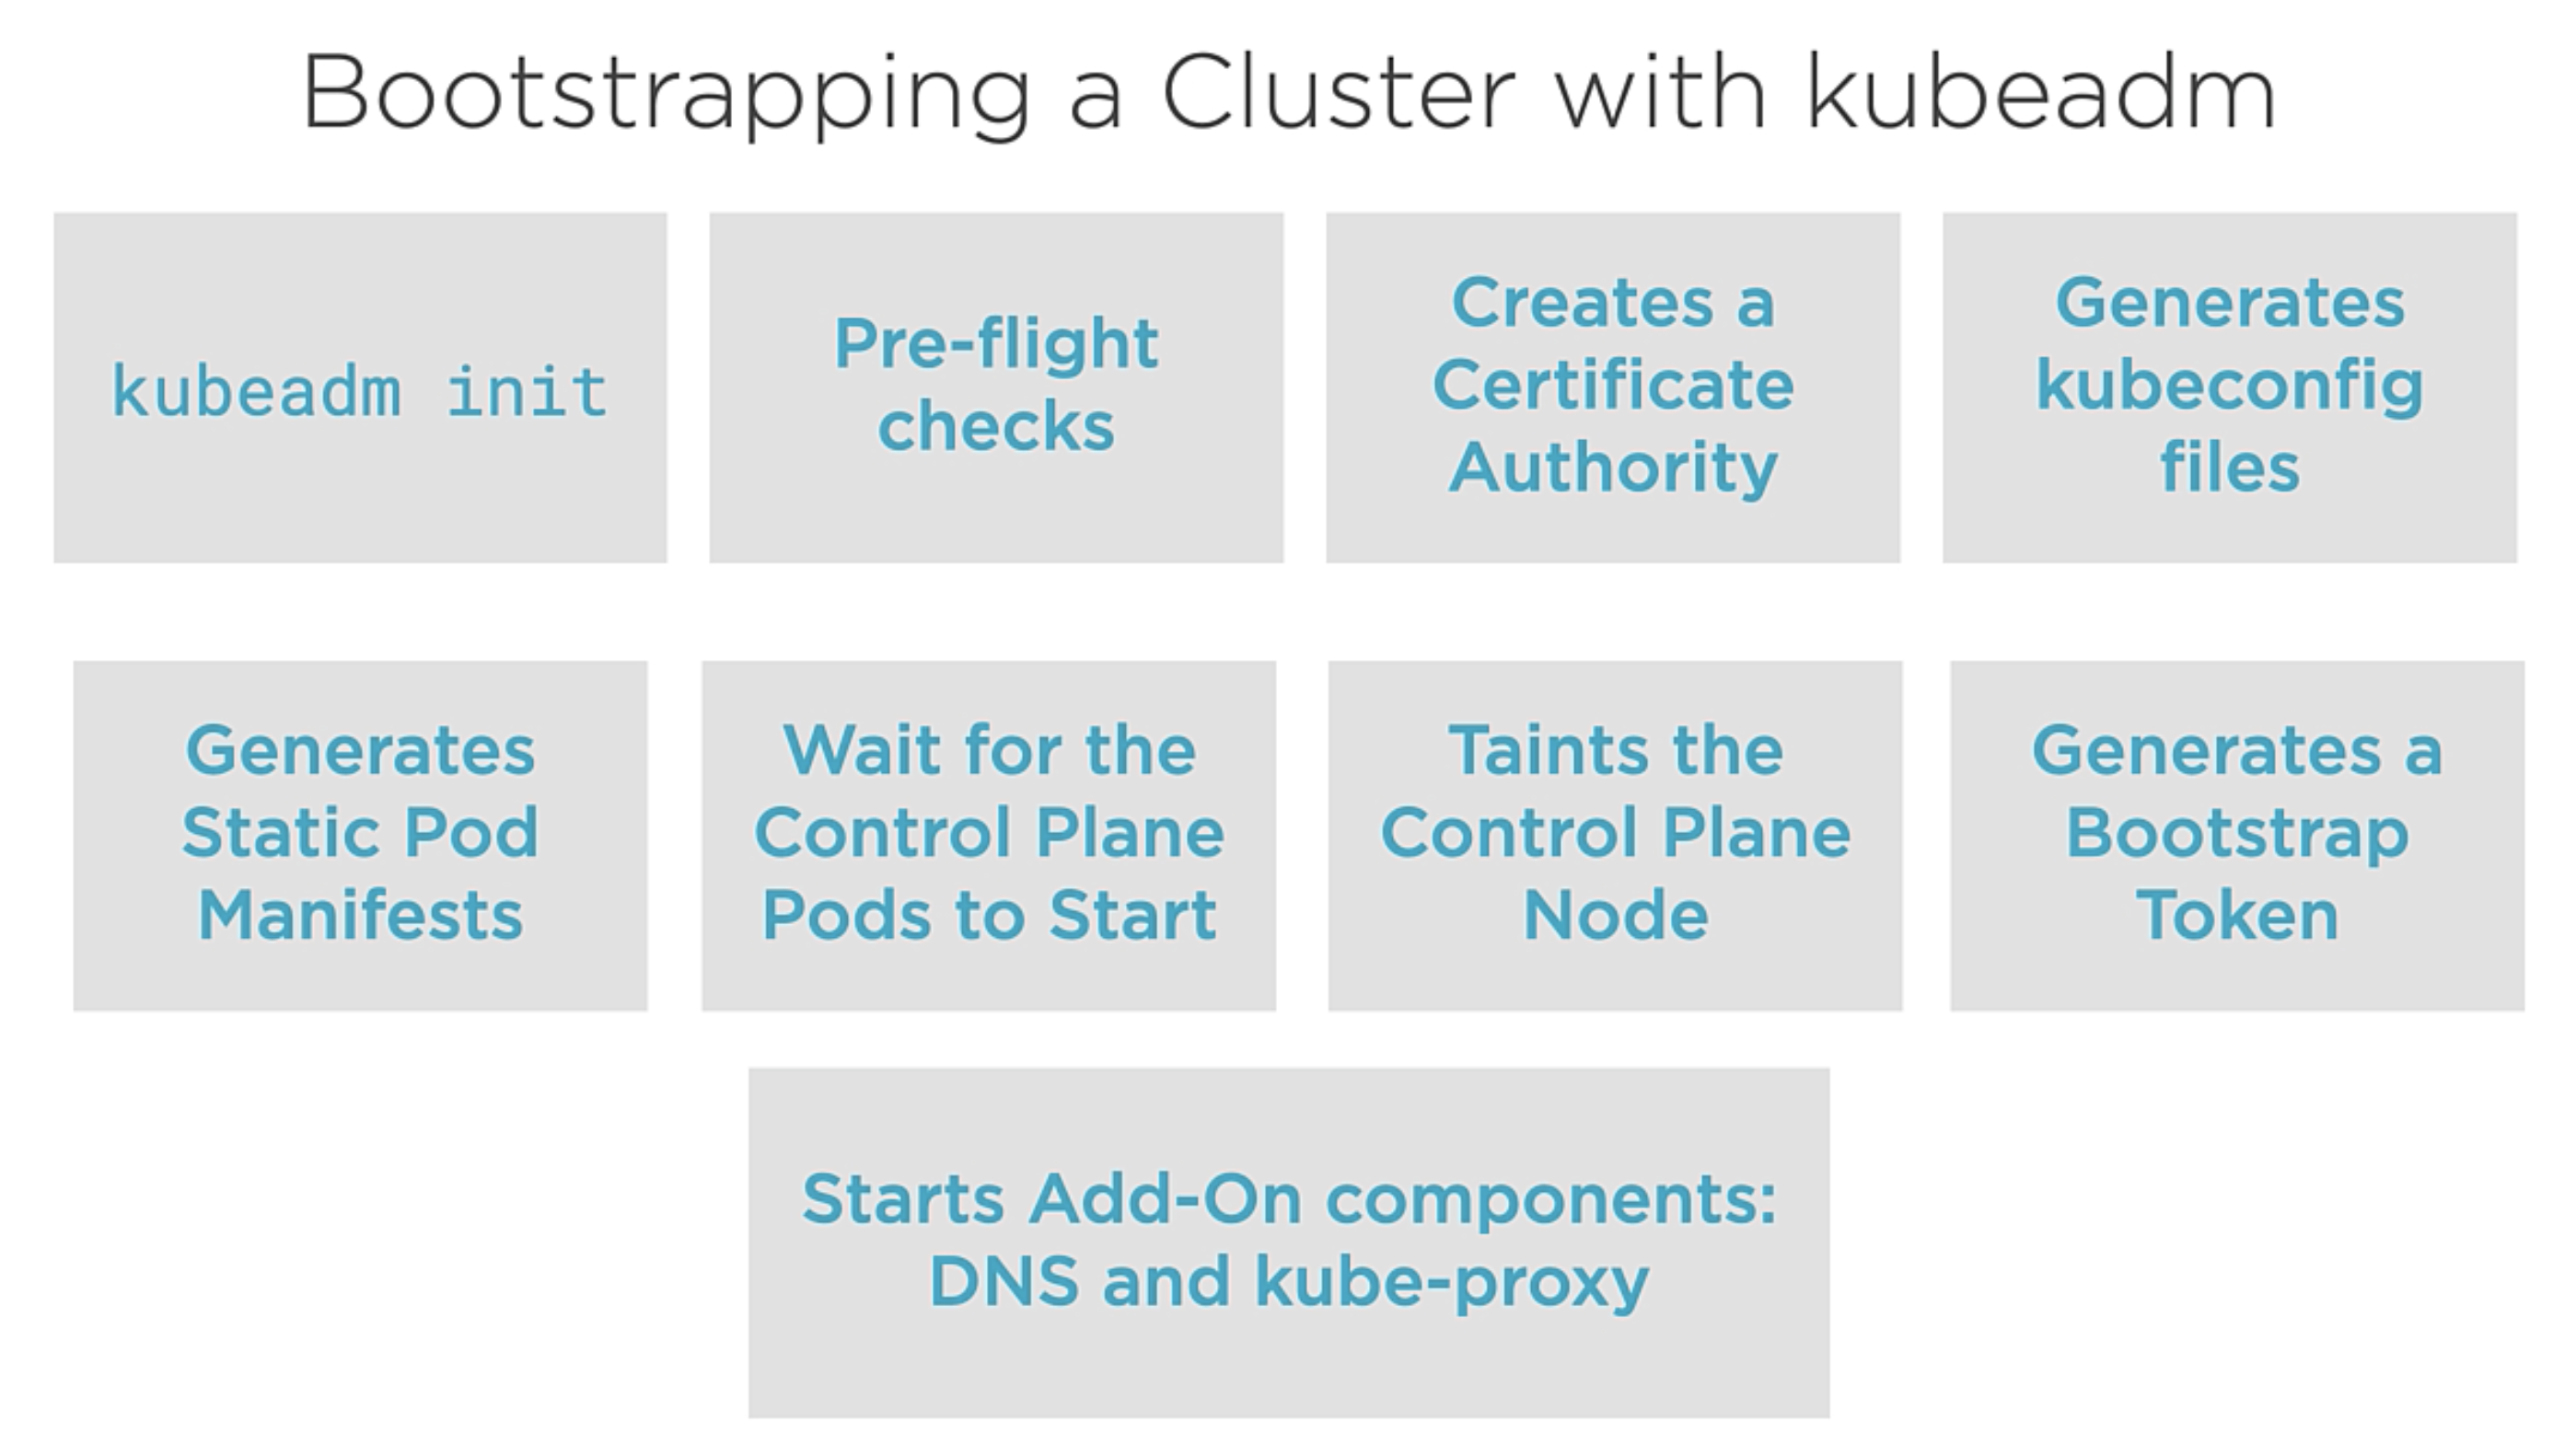 Bootstrapping a Cluster with kubeadm
kubeadm init
Pre-flight
checks
Creates a
Certificate
Authority
Generates
kubeconfig
files
Generates
Static Pod
Manifests
Wait for the
Control Plane
Pods to Start
Taints the
Control Plane
Node
Generates a
Bootstrap
Token
Starts Add-On components:
DNS and kube-proxy